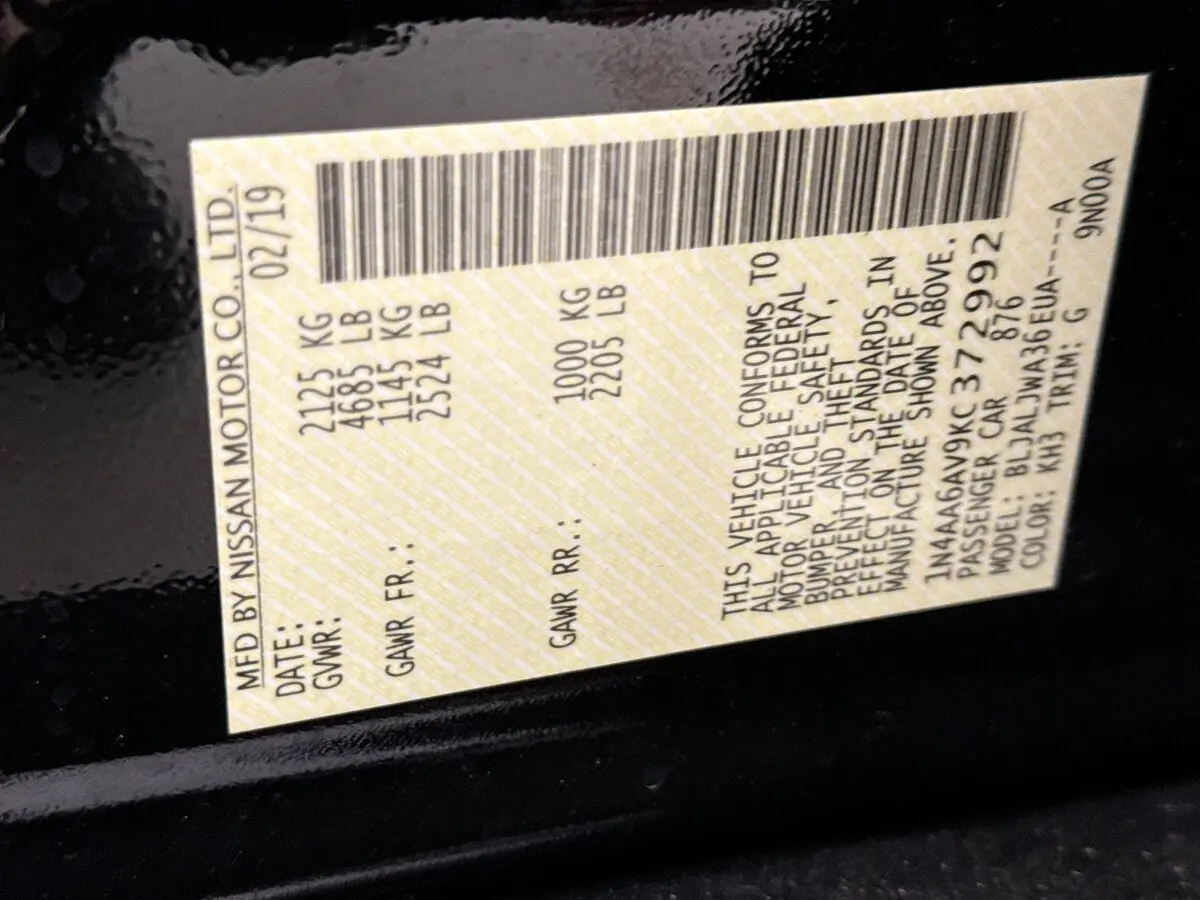 MFD BY NISSAN MOTOR CO., LTD.
DATE: 02/19
GVWR: 2125 KG
4685 LB
GAWR FR.: 1145 KG
2524 LB
GAWR RR.: 1000 KG
2205 LB
THIS VEHICLE CONFORMS TO
ALL APPLICABLE FEDERAL
MOTOR VEHICLE SAFETY,
BUMPER, AND THEFT
PREVENTION STANDARDS IN
EFFECT ON THE DATE OF
MANUFACTURE SHOWN ABOVE.
1N4AA6AV9KC372992
PASSENGER CAR 876
MODEL: BLJALJWA36EUA----A
COLOR: KH3 TRIM: G 9N00A